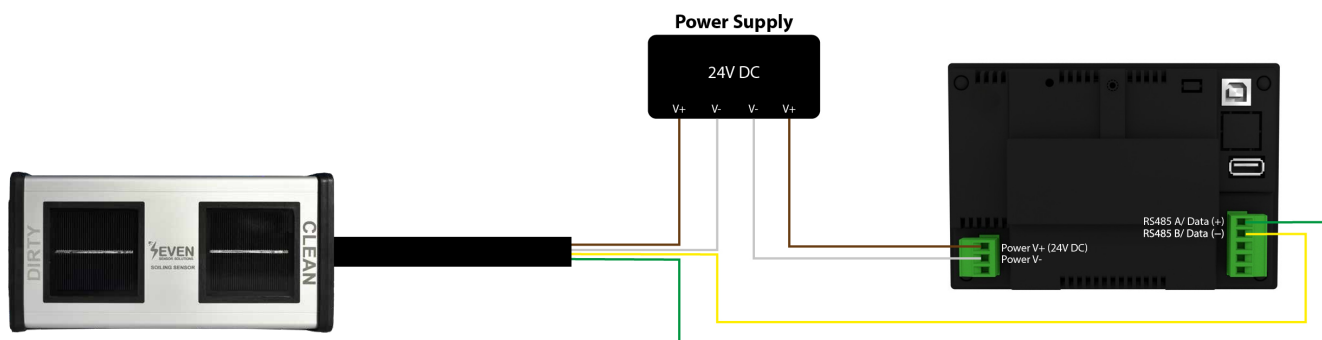 Power Supply
24V DC
V+ V- V- V+
DIRTY
SEVEN
SENSOR SOLUTIONS
SOILING SENSOR
CLEAN
RS485 A/ Data (+)
RS485 B/ Data (−)
Power V+ (24V DC)
Power V-